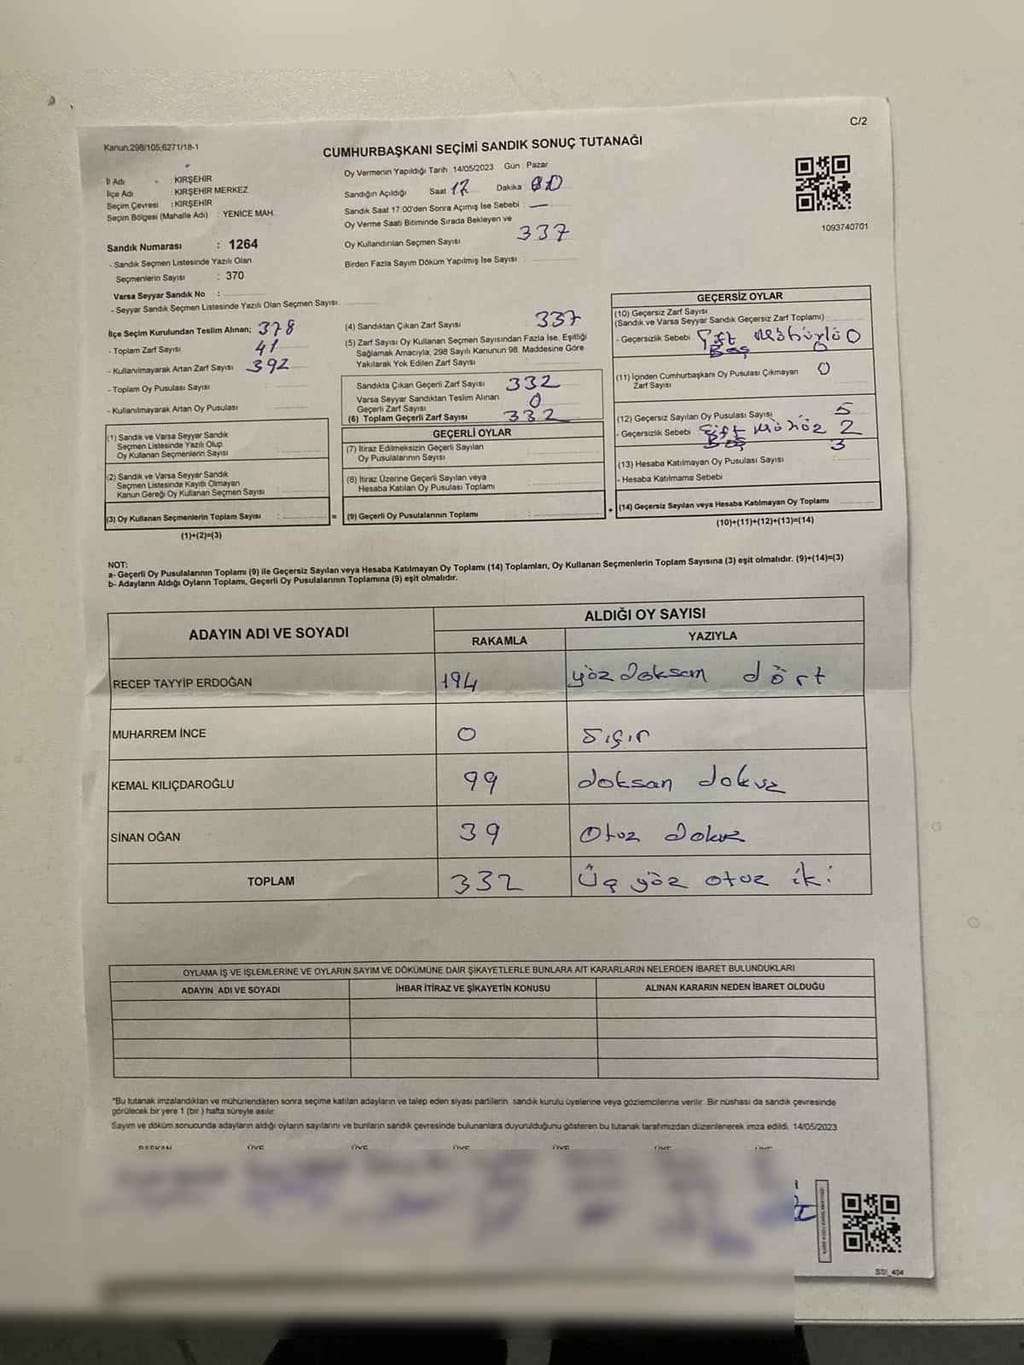 C/2
Kanun:298/105;6271/18-1
CUMHURBAŞKANI SEÇİMİ SANDIK SONUÇ TUTANAĞI
İl Adı : KIRŞEHİR
İlçe Adı : KIRŞEHİR MERKEZ
Seçim Çevresi : KIRŞEHİR
Seçim Bölgesi (Mahalle Adı) : YENİCE MAH.
Sandık Numarası : 1264
- Sandık Seçmen Listesinde Yazılı Olan
Seçmenlerin Sayısı : 370
Varsa Seyyar Sandık No :
- Seyyar Sandık Seçmen Listesinde Yazılı Olan Seçmen Sayısı
Oy Vermenin Yapıldığı Tarih 14/05/2023 Gün : Pazar
Sandığın Açıldığı Saat 17 Dakika
Sandık Saat 17:00'den Sonra Açımış İse Sebebi : —
Oy Verme Saati Bitiminde Sırada Bekleyen ve
Oy Kullandırılan Seçmen Sayısı 337
Birden Fazla Sayım Döküm Yapılmış İse Sayısı
1093740701
İlçe Seçim Kurulundan Teslim Alınan; 378
- Toplam Zarf Sayısı 41
- Kullanılmayarak Artan Zarf Sayısı 392
- Toplam Oy Pusulası Sayısı
- Kullanılmayarak Artan Oy Pusulası
(1) Sandık ve Varsa Seyyar Sandık
Seçmen Listesinde Yazılı Olup
Oy Kullanan Seçmenlerin Sayısı
(2) Sandık ve Varsa Seyyar Sandık
Seçmen Listesinde Kayıtlı Olmayan
Kanun Gereği Oy Kullanan Seçmen Sayısı
(3) Oy Kullanan Seçmenlerin Toplam Sayısı :
(1)+(2)=(3)
(4) Sandıktan Çıkan Zarf Sayısı 337
(5) Zarf Sayısı Oy Kullanan Seçmen Sayısından Fazla İse, Eşitliği
Sağlamak Amacıyla, 298 Sayılı Kanunun 98. Maddesine Göre
Yakılarak Yok Edilen Zarf Sayısı
Sandıkta Çıkan Geçerli Zarf Sayısı 332
Varsa Seyyar Sandıktan Teslim Alınan
Geçerli Zarf Sayısı 0
(6) Toplam Geçerli Zarf Sayısı 332
GEÇERLİ OYLAR
(7) İtiraz Edilmeksizin Geçerli Sayılan
Oy Pusulalarının Sayısı
(8) İtiraz Üzerine Geçerli Sayılan veya
Hesaba Katılan Oy Pusulası Toplamı
= (9) Geçerli Oy Pusulalarının Toplamı :
GEÇERSİZ OYLAR
(10) Geçersiz Zarf Sayısı
(Sandık ve Varsa Seyyar Sandık Geçersiz Zarf Toplamı)
- Geçersizlik Sebebi Çift mühürlü 0
Boş 0
(11) İçinden Cumhurbaşkanı Oy Pusulası Çıkmayan
Zarf Sayısı 0
(12) Geçersiz Sayılan Oy Pusulası Sayısı 5
- Geçersizlik Sebebi Çift mühür 2
Boş 3
(13) Hesaba Katılmayan Oy Pusulası Sayısı
- Hesaba Katılmama Sebebi
+ (14) Geçersiz Sayılan veya Hesaba Katılmayan Oy Toplamı
(10)+(11)+(12)+(13)=(14)
NOT:
a- Geçerli Oy Pusulalarının Toplamı (9) ile Geçersiz Sayılan veya Hesaba Katılmayan Oy Toplamı (14) Toplamları, Oy Kullanan Seçmenlerin Toplam Sayısına (3) eşit olmalıdır. (9)+(14)=(3)
b- Adayların Aldığı Oyların Toplamı, Geçerli Oy Pusulalarının Toplamına (9) eşit olmalıdır.
ADAYIN ADI VE SOYADI ALDIĞI OY SAYISI
RAKAMLA YAZIYLA
RECEP TAYYİP ERDOĞAN 194 yüz doksan dört
MUHARREM İNCE 0 Sıfır
KEMAL KILIÇDAROĞLU 99 doksan dokuz
SİNAN OĞAN 39 Otuz dokuz
TOPLAM 332 Üç yüz otuz iki
OYLAMA İŞ VE İŞLEMLERİNE VE OYLARIN SAYIM VE DÖKÜMÜNE DAİR ŞİKAYETLERLE BUNLARA AİT KARARLARIN NELERDEN İBARET BULUNDUKLARI
ADAYIN ADI VE SOYADI İHBAR İTİRAZ VE ŞİKAYETİN KONUSU ALINAN KARARIN NEDEN İBARET OLDUĞU
*Bu tutanak imzalandıktan ve mühürlendikten sonra seçime katılan adayların ve talep eden siyasi partilerin sandık kurulu üyelerine veya gözlemcilerine verilir. Bir nüshası da sandık çevresinde
görülecek bir yere 1 (bir) hafta süreyle asılır.
Sayım ve döküm sonucunda adayların aldığı oyların sayılarını ve bunların sandık çevresinde bulunanlara duyurulduğunu gösteren bu tutanak tarafımızdan düzenlenerek imza edildi. 14/05/2023
BAŞKAN ÜYE ÜYE ÜYE ÜYE ÜYE ÜYE